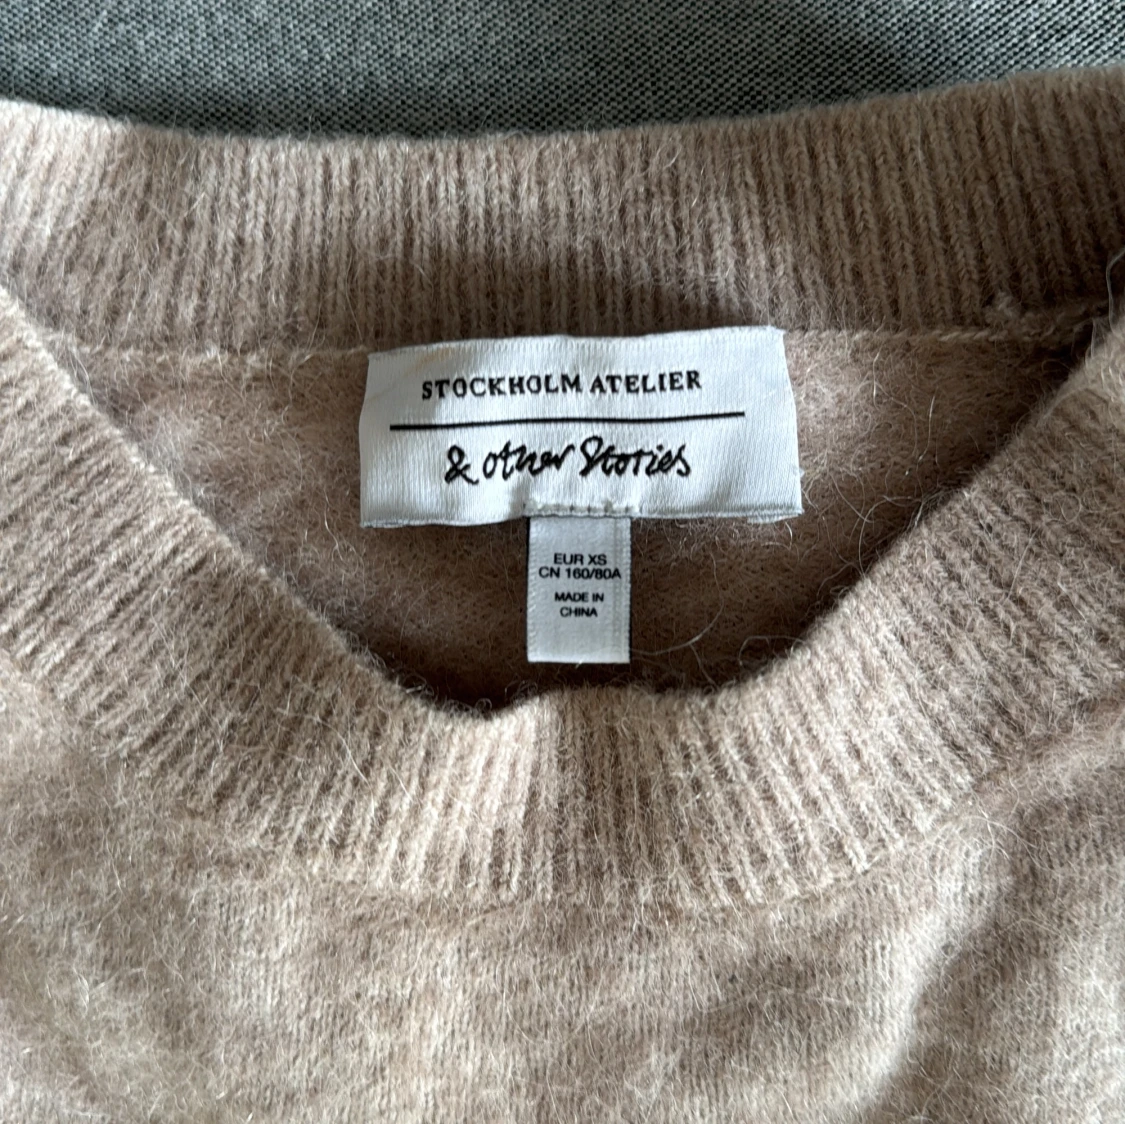 STOCKHOLM ATELIER
& other Stories
EUR XS
CN 160/80A
MADE IN
CHINA